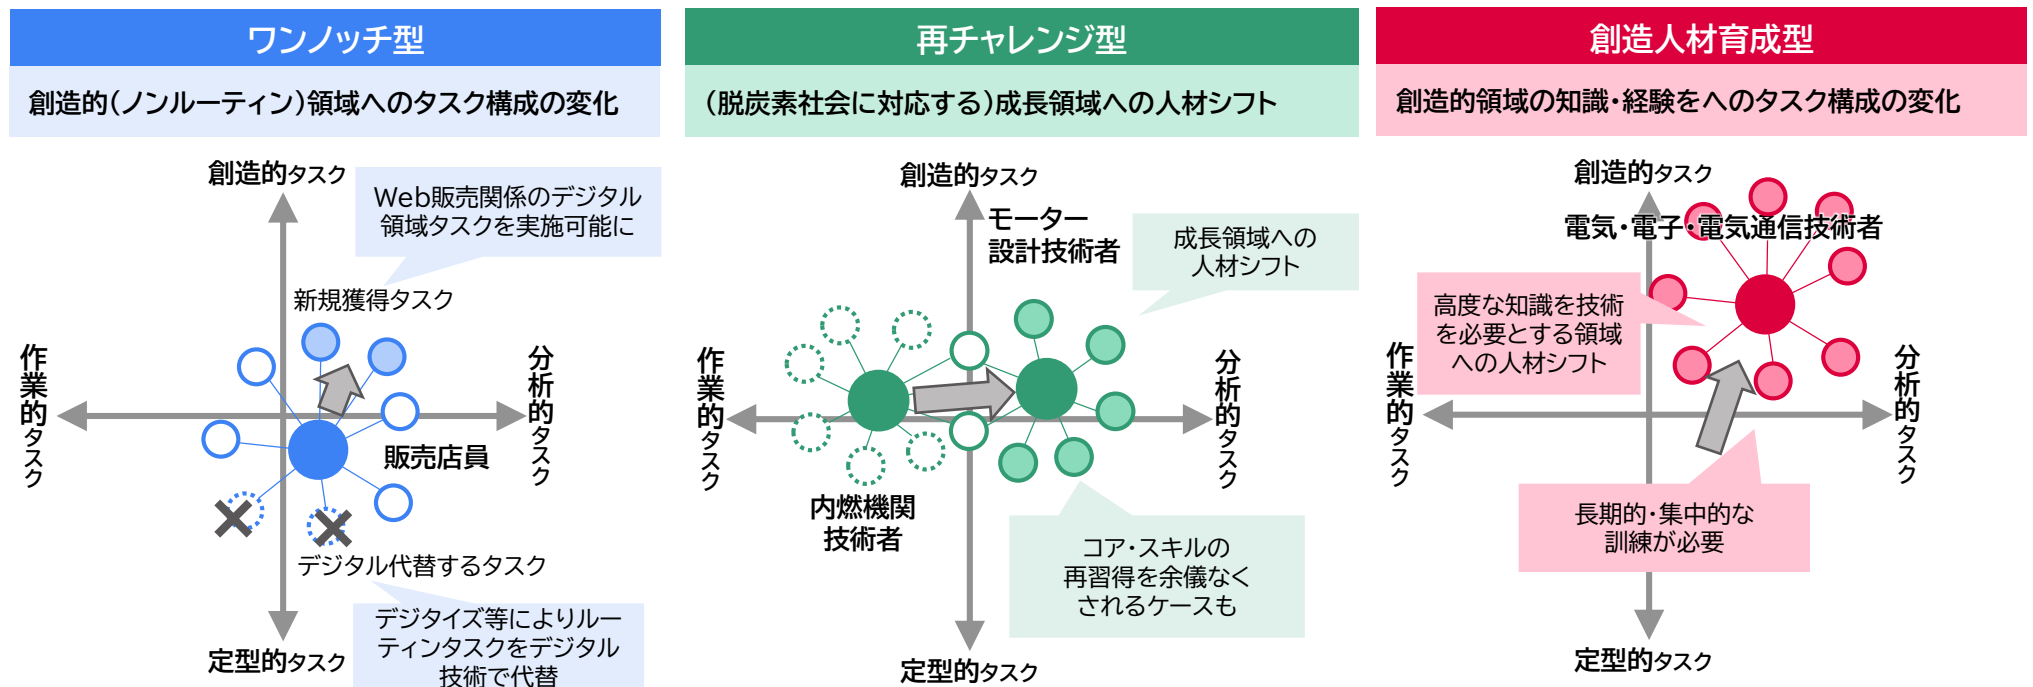 ワンノッチ型
創造的(ノンルーティン)領域へのタスク構成の変化
創造的タスク
Web販売関係のデジタル
領域タスクを実施可能に
新規獲得タスク
作業的タスク
分析的タスク
販売店員
デジタル代替するタスク
デジタイズ等によりルー
ティンタスクをデジタル
技術で代替
定型的タスク
再チャレンジ型
(脱炭素社会に対応する)成長領域への人材シフト
創造的タスク
モーター
設計技術者
成長領域への
人材シフト
作業的タスク
分析的タスク
内燃機関
技術者
コア・スキルの
再習得を余儀なく
されるケースも
定型的タスク
創造人材育成型
創造的領域の知識・経験をへのタスク構成の変化
創造的タスク
電気・電子・電気通信技術者
高度な知識を技術
を必要とする領域
への人材シフト
作業的タスク
分析的タスク
長期的・集中的な
訓練が必要
定型的タスク